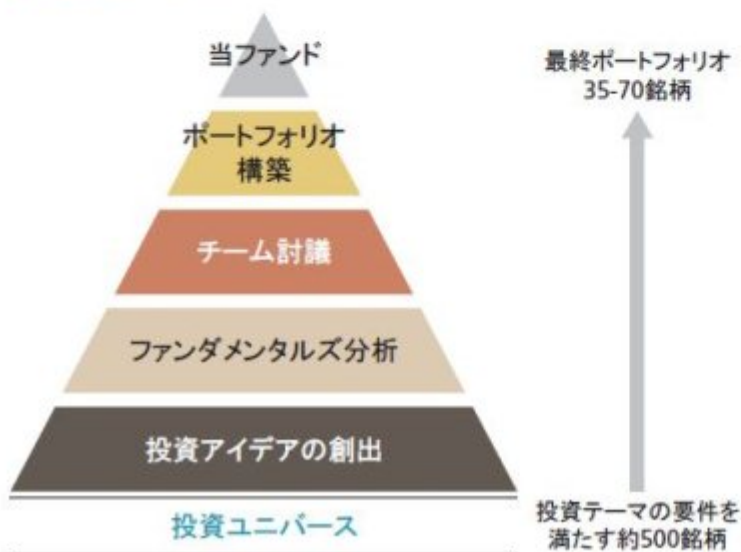 当ファンド
ポートフォリオ
構築
チーム討議
ファンダメンタルズ分析
投資アイデアの創出
投資ユニバース
最終ポートフォリオ
35-70銘柄
投資テーマの要件を
満たす約500銘柄